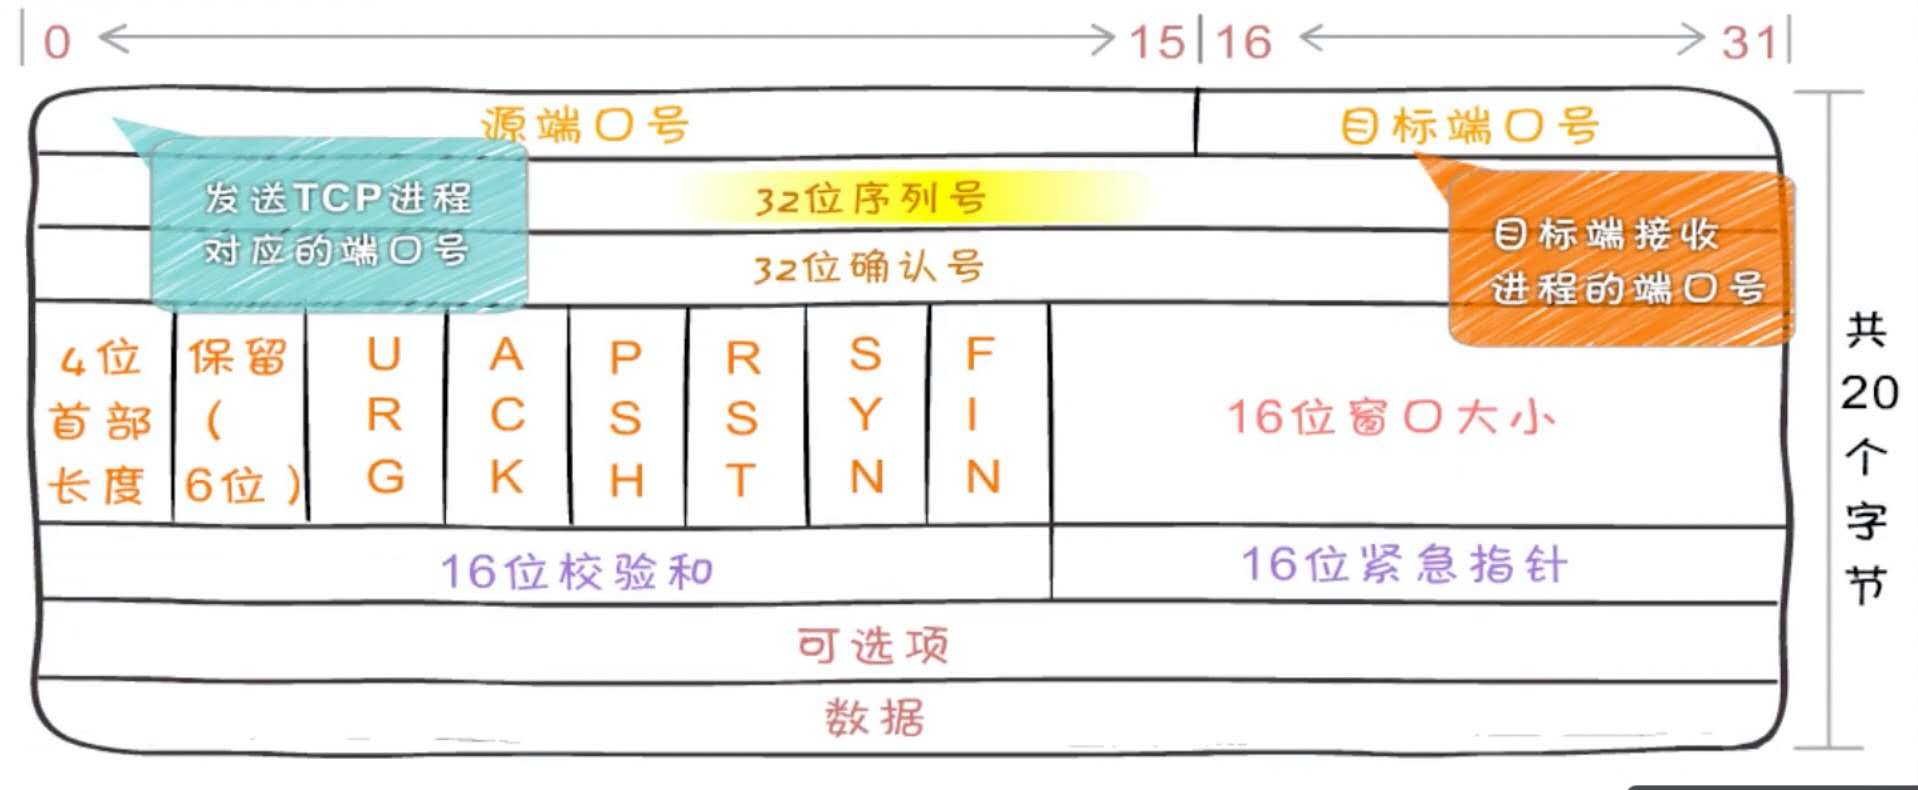 0 15 16 31
源端口号 目标端口号
发送TCP进程
对应的端口号
32位序列号
目标端接收
进程的端口号
32位确认号
4位
首部
长度
保留
(
6位)
URG
ACK
PSH
RST
SYN
FIN
16位窗口大小
16位校验和 16位紧急指针
可选项
数据
共
20
个
字
节